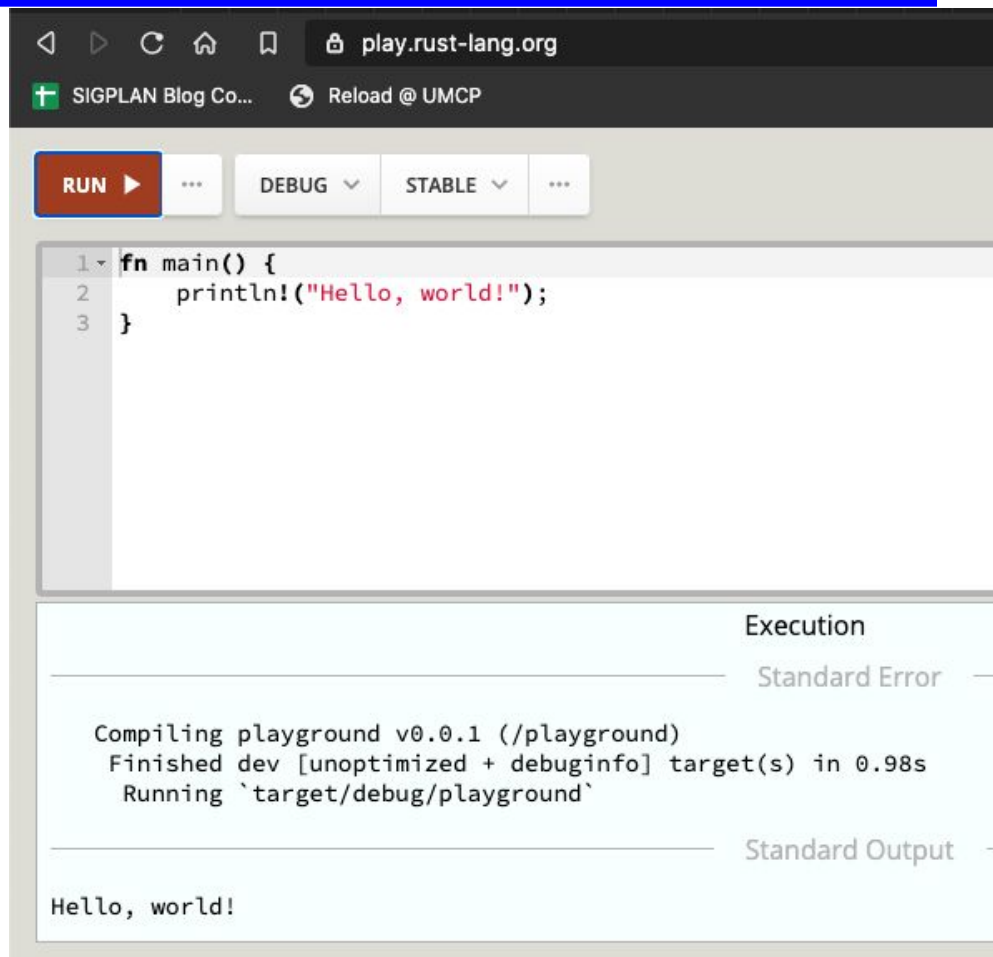 play.rust-lang.org
SIGPLAN Blog Co... Reload @ UMCP
RUN ... DEBUG STABLE ...
1 fn main() {
2     println!("Hello, world!");
3 }
Execution
Standard Error
Compiling playground v0.0.1 (/playground)
Finished dev [unoptimized + debuginfo] target(s) in 0.98s
Running `target/debug/playground`
Standard Output
Hello, world!